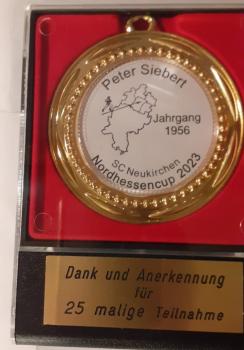 Peter Siebert
Jahrgang
1956
SC Neukirchen
Nordhessencup 2023
Dank und Anerkennung
für
25 malige Teilnahme